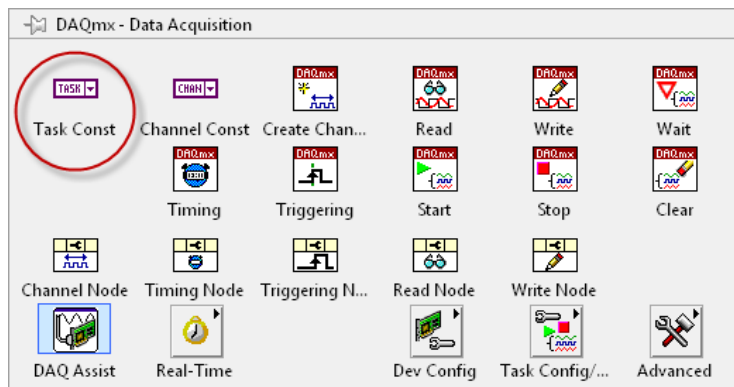 DAQmx - Data Acquisition
TASK CHAN DAQmx DAQmx DAQmx DAQmx
Task Const Channel Const Create Chan... Read Write Wait
DAQmx DAQmx DAQmx DAQmx DAQmx
Timing Triggering Start Stop Clear
Channel Node Timing Node Triggering N... Read Node Write Node
DAQ Assist Real-Time Dev Config Task Config/... Advanced